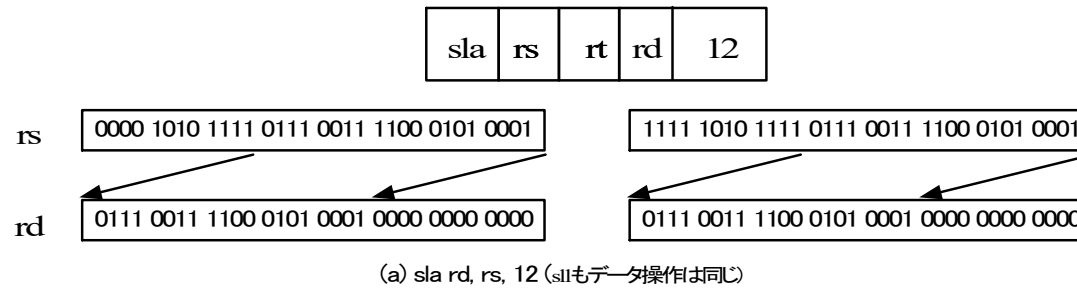 sla rs rt rd 12
rs 0000 1010 1111 0111 0011 1100 0101 0001 1111 1010 1111 0111 0011 1100 0101 0001
rd 0111 0011 1100 0101 0001 0000 0000 0000 0111 0011 1100 0101 0001 0000 0000 0000
(a) sla rd, rs, 12 (sllもデータ操作は同じ)